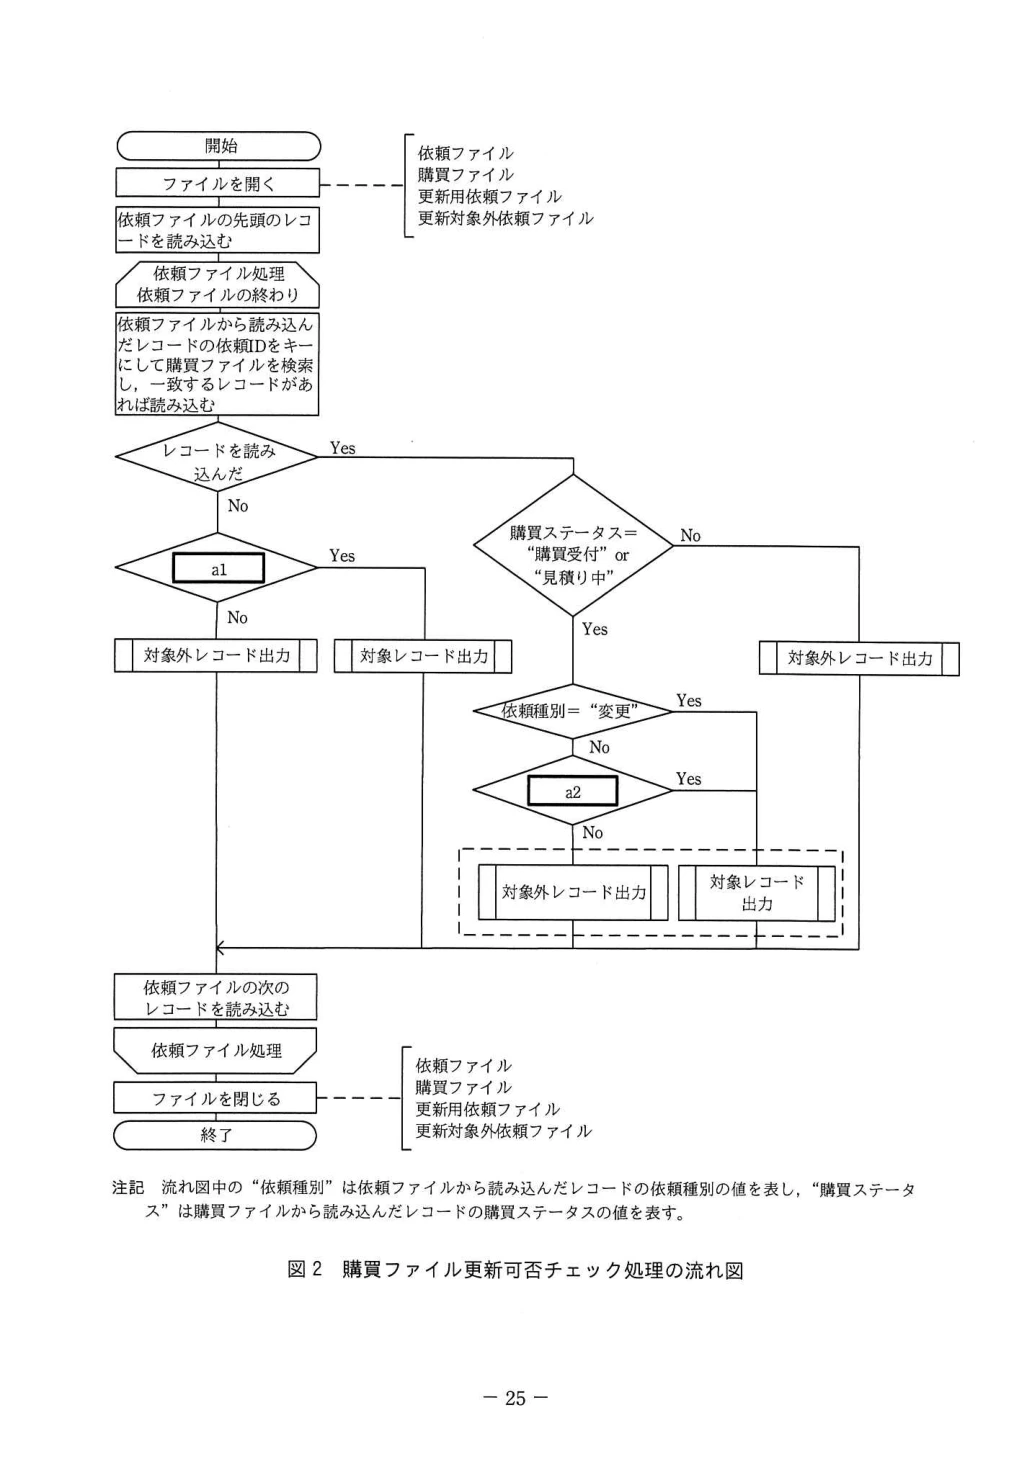 開始
ファイルを開く
依頼ファイル
購買ファイル
更新用依頼ファイル
更新対象外依頼ファイル
依頼ファイルの先頭のレコ
ードを読み込む
依頼ファイル処理
依頼ファイルの終わり
依頼ファイルから読み込ん
だレコードの依頼IDをキー
にして購買ファイルを検索
し，一致するレコードがあ
れば読み込む
レコードを読み
込んだ
Yes
No
a1
Yes
No
対象外レコード出力
対象レコード出力
購買ステータス＝
“購買受付” or
“見積り中”
No
Yes
対象外レコード出力
依頼種別＝“変更”
Yes
No
a2
Yes
No
対象外レコード出力
対象レコード
出力
依頼ファイルの次の
レコードを読み込む
依頼ファイル処理
ファイルを閉じる
依頼ファイル
購買ファイル
更新用依頼ファイル
更新対象外依頼ファイル
終了
注記　流れ図中の“依頼種別”は依頼ファイルから読み込んだレコードの依頼種別の値を表し，“購買ステータ
ス”は購買ファイルから読み込んだレコードの購買ステータスの値を表す。
図2　購買ファイル更新可否チェック処理の流れ図
－ 25 －